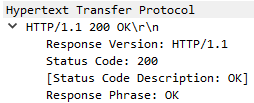 Hypertext Transfer Protocol
HTTP/1.1 200 OK\r\n
Response Version: HTTP/1.1
Status Code: 200
[Status Code Description: OK]
Response Phrase: OK